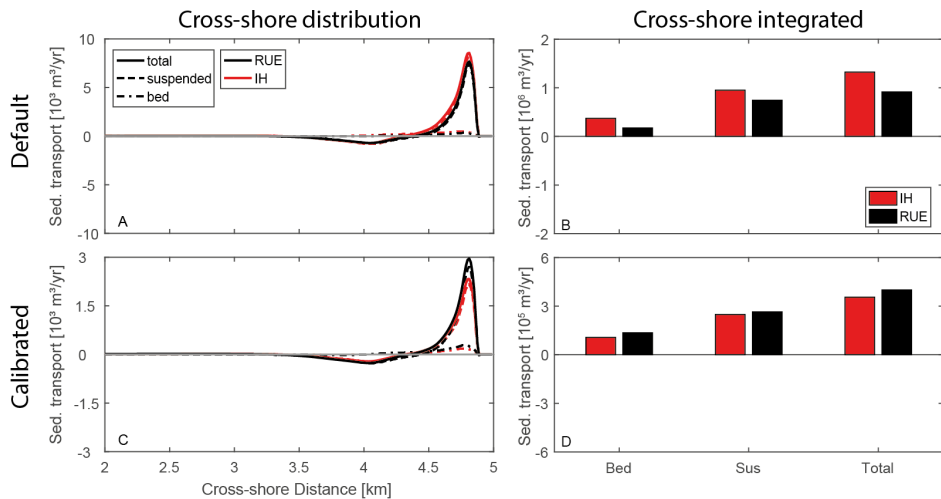 Cross-shore distribution
Cross-shore integrated
Default
Sed. transport [10³ m³/yr]
10
5
0
-5
-10
total
suspended
bed
RUE
IH
A
Sed. transport [10⁶ m³/yr]
2
1
0
-1
-2
IH
RUE
B
Calibrated
Sed. transport [10³ m³/yr]
3
1.5
0
-1.5
-3
C
2
2.5
3
3.5
4
4.5
5
Cross-shore Distance [km]
Sed. transport [10⁵ m³/yr]
6
3
0
-3
-6
D
Bed
Sus
Total